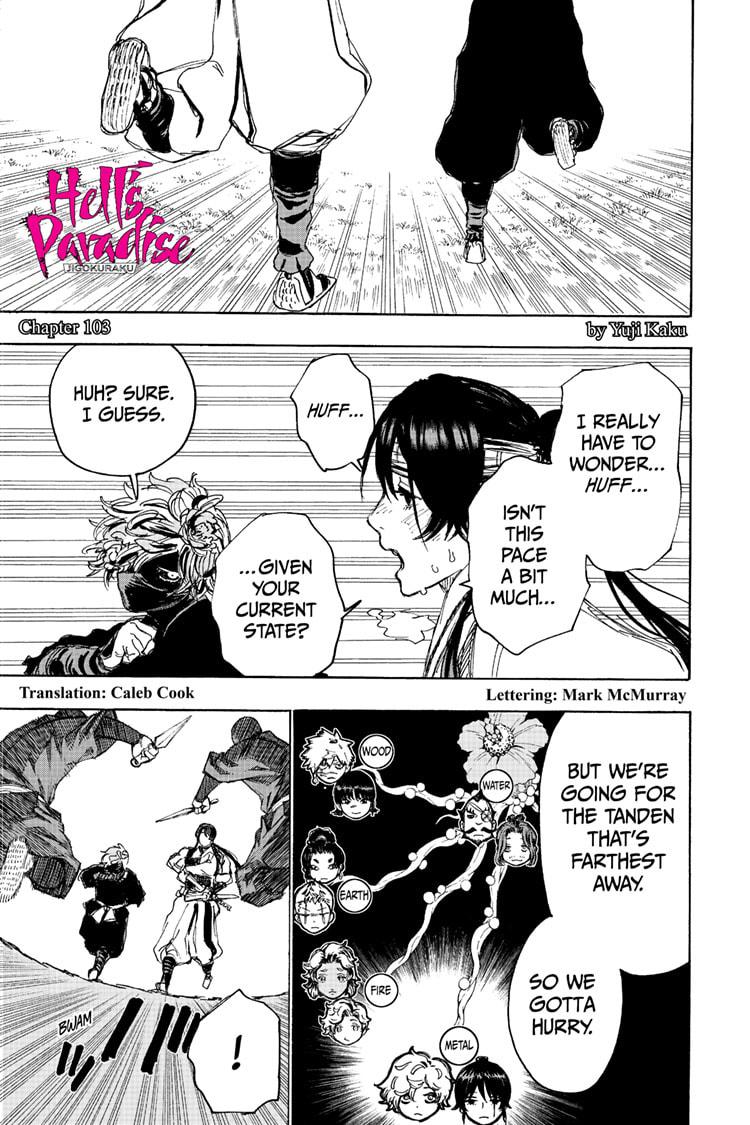 Hell's
Paradise
JIGOKURAKU
Chapter 103
by Yuji Kaku
I REALLY
HAVE TO
WONDER...
HUFF...
ISN'T
THIS
PACE
A BIT
MUCH...
HUFF...
...GIVEN
YOUR
CURRENT
STATE?
HUH? SURE.
I GUESS.
Translation: Caleb Cook
Lettering: Mark McMurray
BUT WE'RE
GOING FOR
THE TANDEN
THAT'S
FARTHEST
AWAY.
SO WE
GOTTA
HURRY.
WOOD
WATER
EARTH
FIRE
METAL
!
BWAM